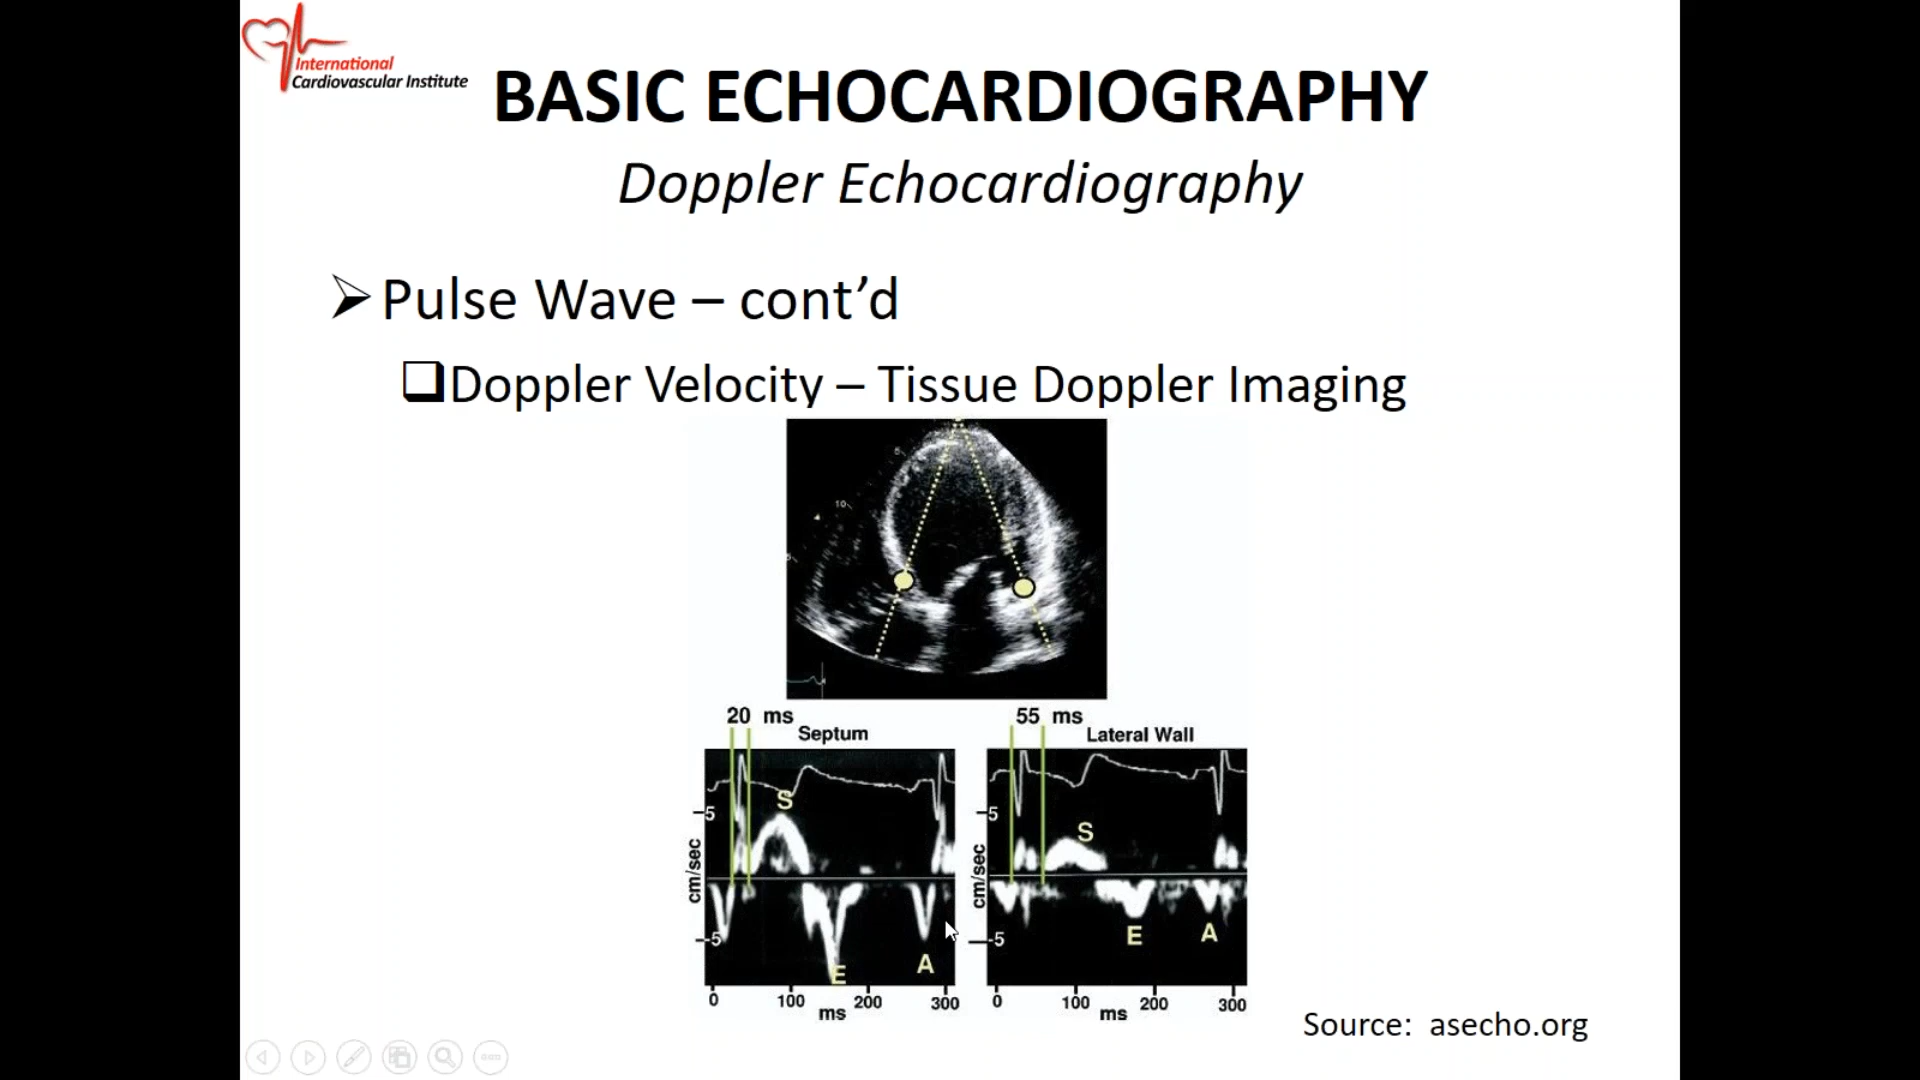 International
Cardiovascular Institute
BASIC ECHOCARDIOGRAPHY
Doppler Echocardiography
➢Pulse Wave – cont’d
❑Doppler Velocity – Tissue Doppler Imaging
5
10
20 ms
Septum
5
S
cm/sec
-5
E
A
0 100 200 300
ms
55 ms
Lateral Wall
5
S
cm/sec
-5
E
A
0 100 200 300
ms
Source: asecho.org